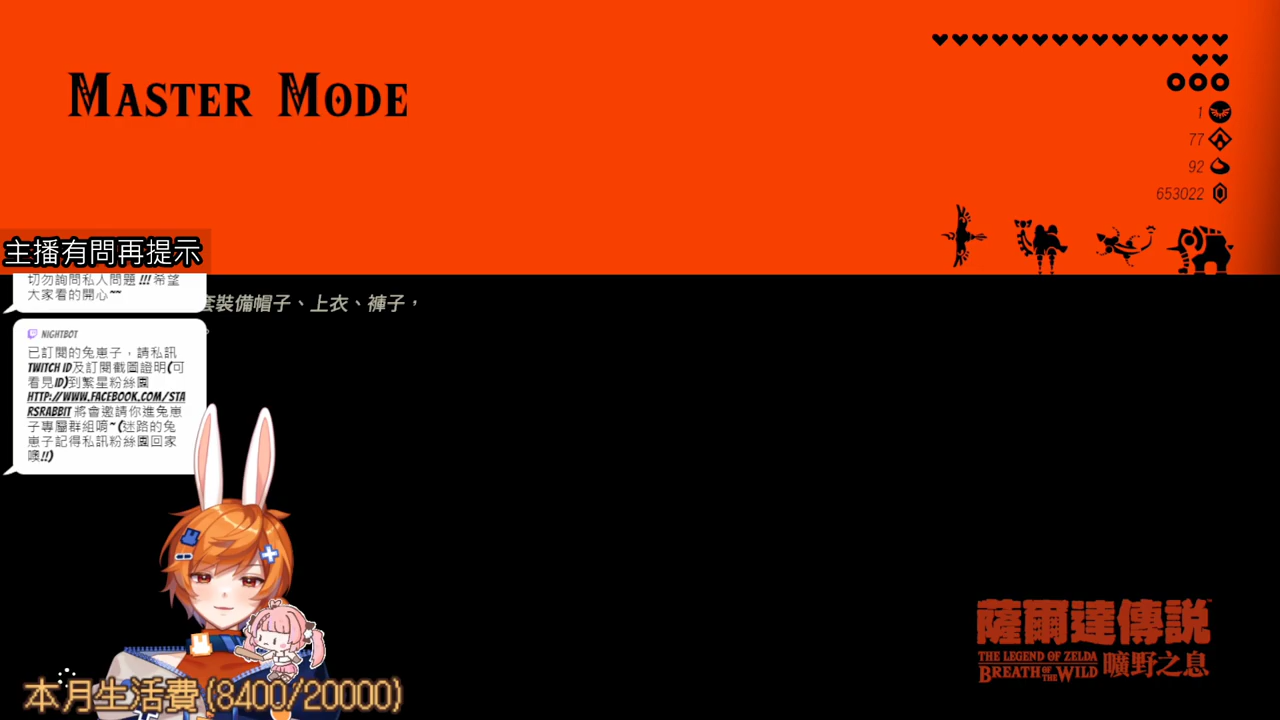 MASTER MODE
1
77
92
653022
主播有問再提示
切勿詢問私人問題 !!! 希望
大家看的開心~~
套裝備帽子、上衣、褲子，
NIGHTBOT
已訂閱的兔崽子，請私訊
TWITCH ID及訂閱截圖證明(可
看見ID)到繁星粉絲團
HTTP://WWW.FACEBOOK.COM/STA
RSRABBIT 將會邀請你進兔崽
子專屬群組唷~(迷路的兔
崽子記得私訊粉絲團回家
噢!!)
薩爾達傳説™
THE LEGEND OF ZELDA
BREATH OF THE WILD 曠野之息
本月生活費 (8400/20000)